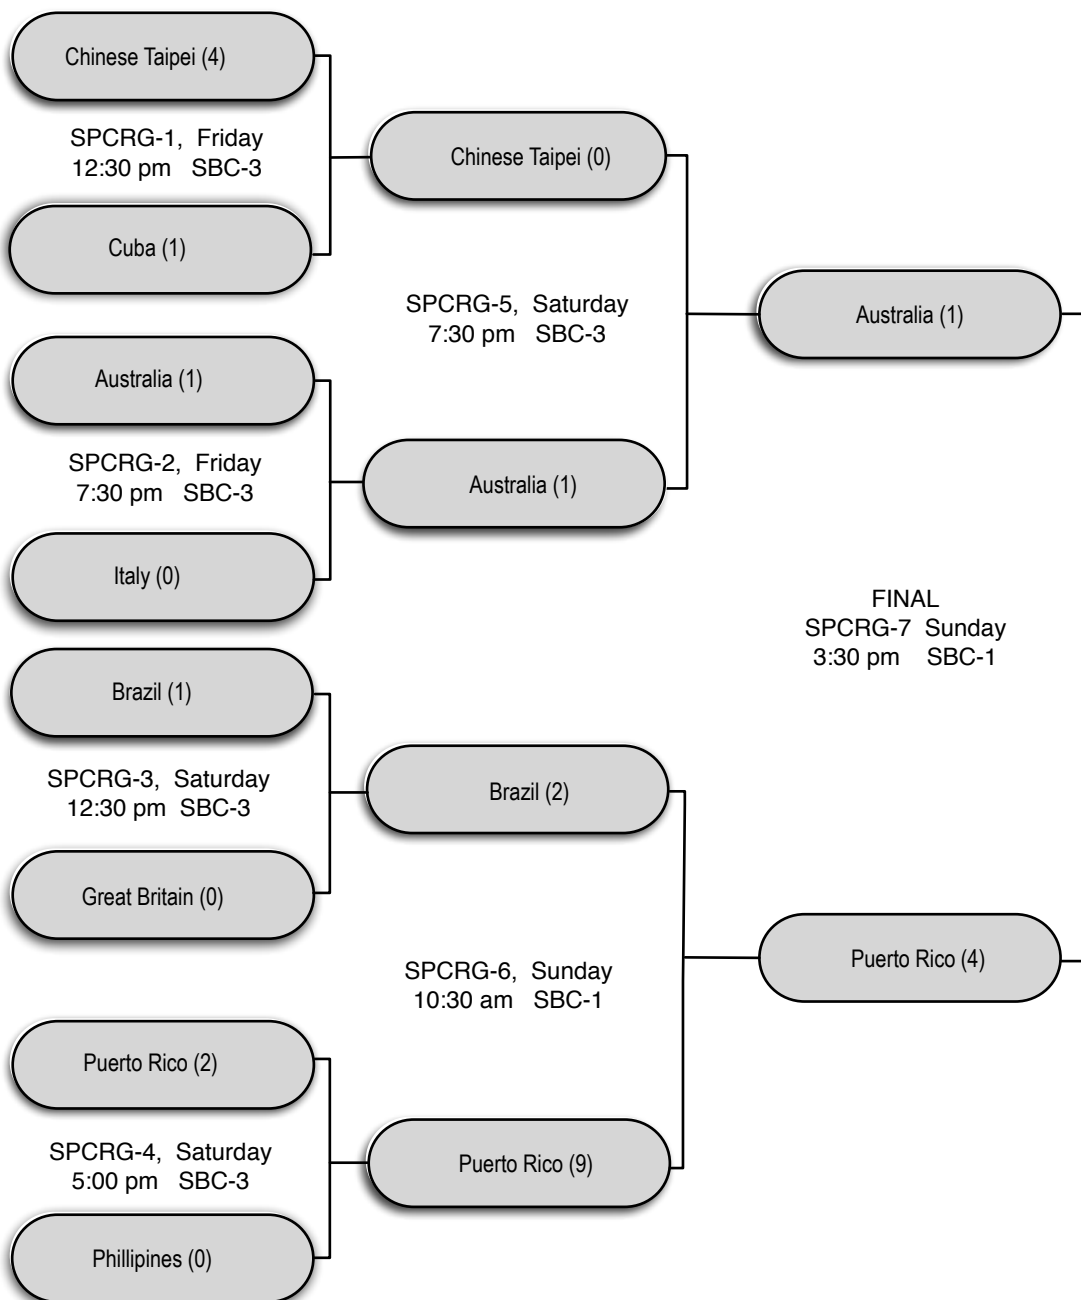 Chinese Taipei (4)
SPCRG-1, Friday
12:30 pm SBC-3
Cuba (1)
Australia (1)
SPCRG-2, Friday
7:30 pm SBC-3
Italy (0)
Brazil (1)
SPCRG-3, Saturday
12:30 pm SBC-3
Great Britain (0)
Puerto Rico (2)
SPCRG-4, Saturday
5:00 pm SBC-3
Phillipines (0)
Chinese Taipei (0)
SPCRG-5, Saturday
7:30 pm SBC-3
Australia (1)
Brazil (2)
SPCRG-6, Sunday
10:30 am SBC-1
Puerto Rico (9)
Australia (1)
FINAL
SPCRG-7 Sunday
3:30 pm SBC-1
Puerto Rico (4)